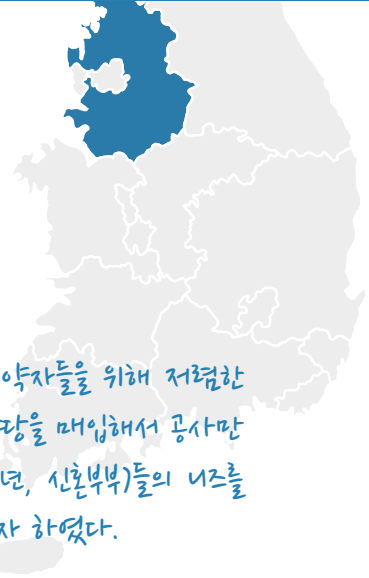 약자들을 위해 저렴한
땅을 매입해서 공사만
년, 신혼부부)들의 니즈를
자 하였다.